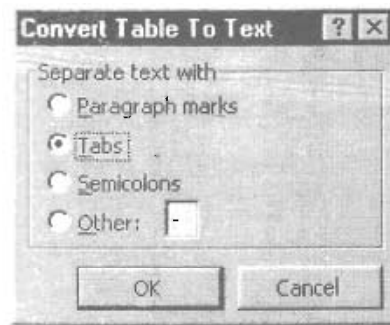 Convert Table To Text ? ×
Separate text with
Paragraph marks
Tabs
Semicolons
Other: -
OK Cancel